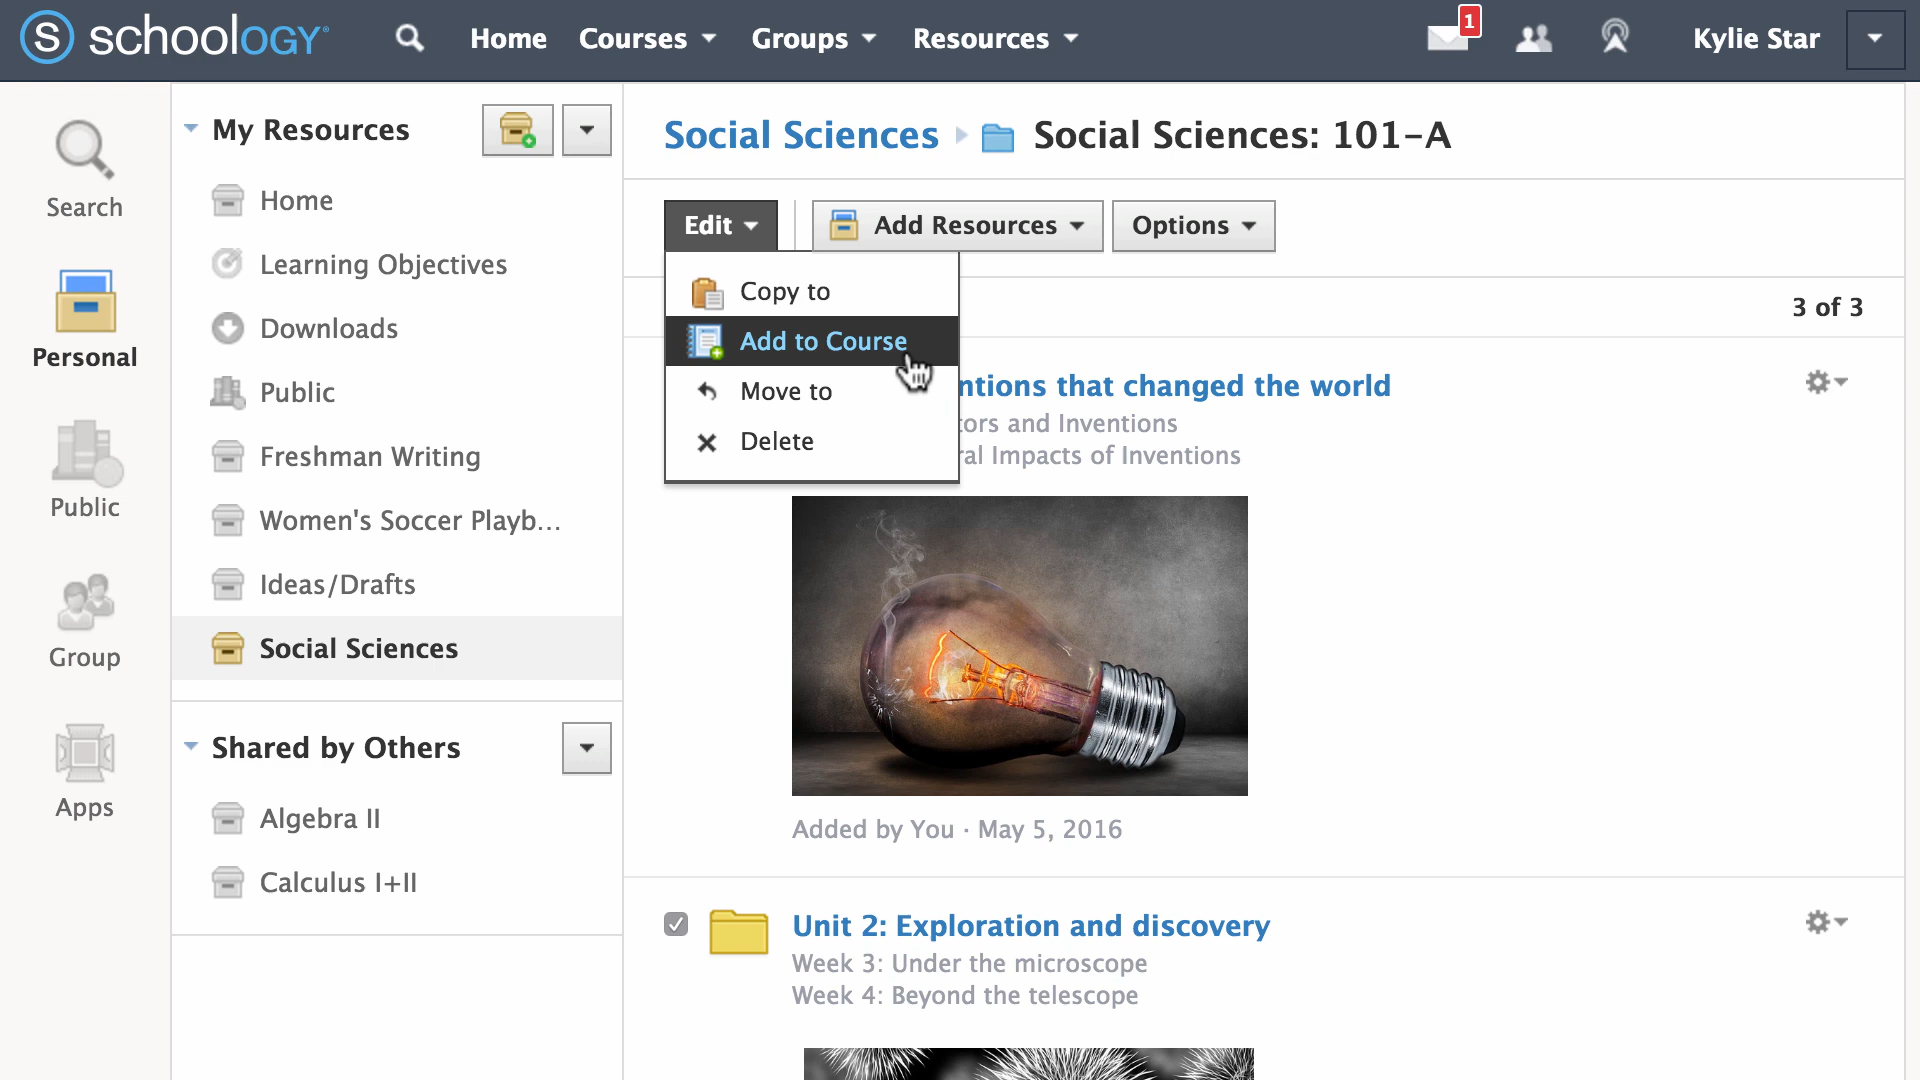 Schoology
Home
Courses
Groups
Resources
1
Kylie Star
Search
Personal
Public
Group
Apps
My Resources
Home
Learning Objectives
Downloads
Public
Freshman Writing
Women's Soccer Playb...
Ideas/Drafts
Social Sciences
Shared by Others
Algebra II
Calculus I+II
Social Sciences
Social Sciences: 101-A
Edit
Add Resources
Options
Copy to
Add to Course
Move to
Delete
3 of 3
that changed the world
and Inventions
Impacts of Inventions
Added by You · May 5, 2016
Unit 2: Exploration and discovery
Week 3: Under the microscope
Week 4: Beyond the telescope